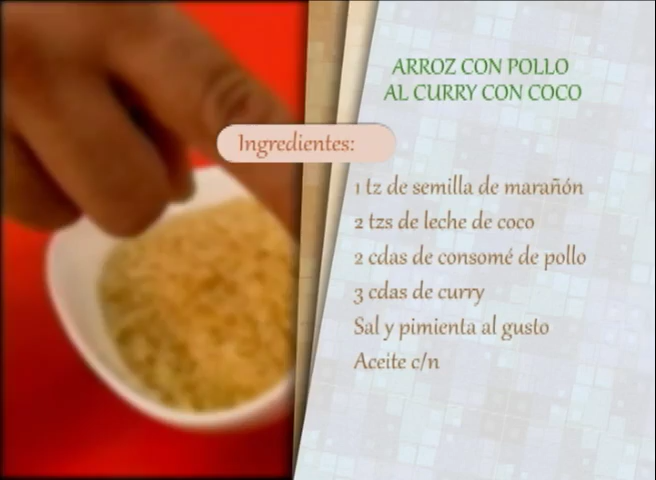 ARROZ CON POLLO
AL CURRY CON COCO
Ingredientes:
1 tz de semilla de marañón
2 tzs de leche de coco
2 cdas de consomé de pollo
3 cdas de curry
Sal y pimienta al gusto
Aceite c/n